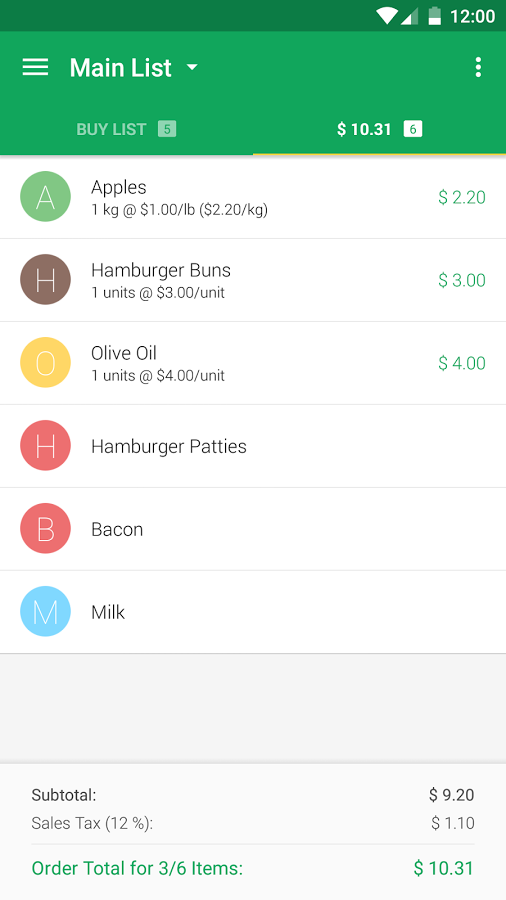 12:00
Main List
BUY LIST 5
$ 10.31 6
A
Apples
1 kg @ $1.00/lb ($2.20/kg)
$ 2.20
H
Hamburger Buns
1 units @ $3.00/unit
$ 3.00
O
Olive Oil
1 units @ $4.00/unit
$ 4.00
H
Hamburger Patties
B
Bacon
M
Milk
Subtotal: $ 9.20
Sales Tax (12 %): $ 1.10
Order Total for 3/6 Items: $ 10.31